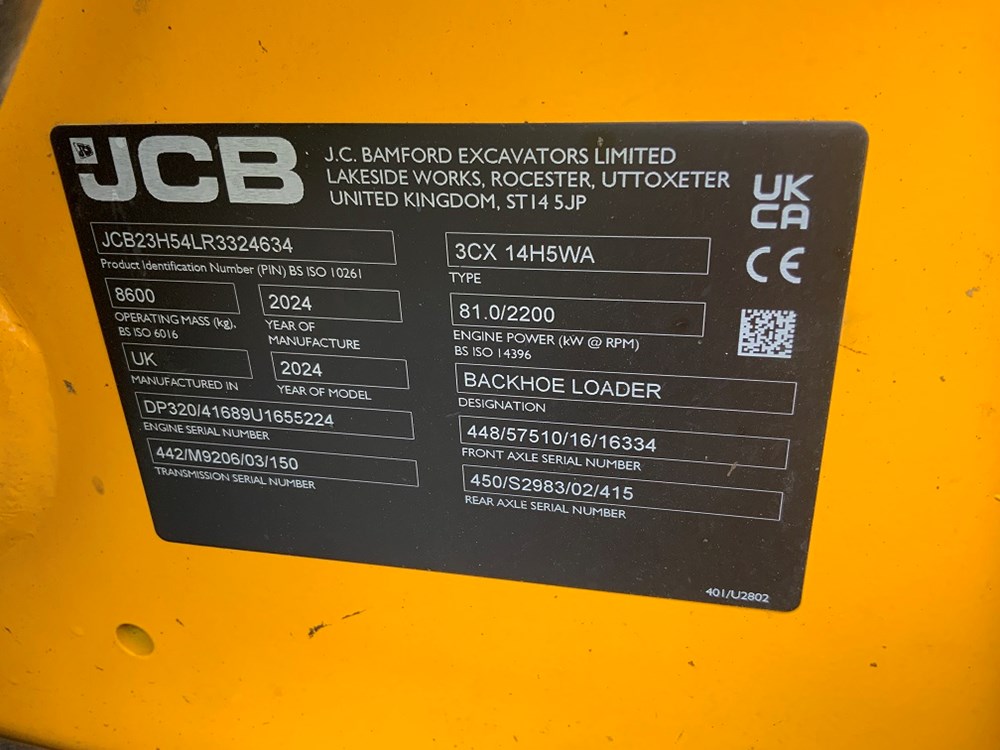 JCB
J.C. BAMFORD EXCAVATORS LIMITED
LAKESIDE WORKS, ROCESTER, UTTOXETER
UNITED KINGDOM, ST14 5JP
UK
CA
CE
JCB23H54LR3324634
Product Identification Number (PIN) BS ISO 10261
8600
OPERATING MASS (kg).
BS ISO 6016
2024
YEAR OF
MANUFACTURE
UK
MANUFACTURED IN
2024
YEAR OF MODEL
DP320/41689U1655224
ENGINE SERIAL NUMBER
442/M9206/03/150
TRANSMISSION SERIAL NUMBER
3CX 14H5WA
TYPE
81.0/2200
ENGINE POWER (kW @ RPM)
BS ISO 14396
BACKHOE LOADER
DESIGNATION
448/57510/16/16334
FRONT AXLE SERIAL NUMBER
450/S2983/02/415
REAR AXLE SERIAL NUMBER
401/U2802